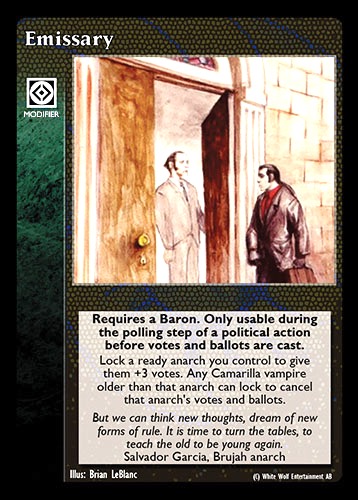 Emissary
MODIFIER
Requires a Baron. Only usable during
the polling step of a political action
before votes and ballots are cast.
Lock a ready anarch you control to give
them +3 votes. Any Camarilla vampire
older than that anarch can lock to cancel
that anarch's votes and ballots.
But we can think new thoughts, dream of new
forms of rule. It is time to turn the tables, to
teach the old to be young again.
Salvador Garcia, Brujah anarch
Illus: Brian LeBlanc
(C) White Wolf Entertainment AB